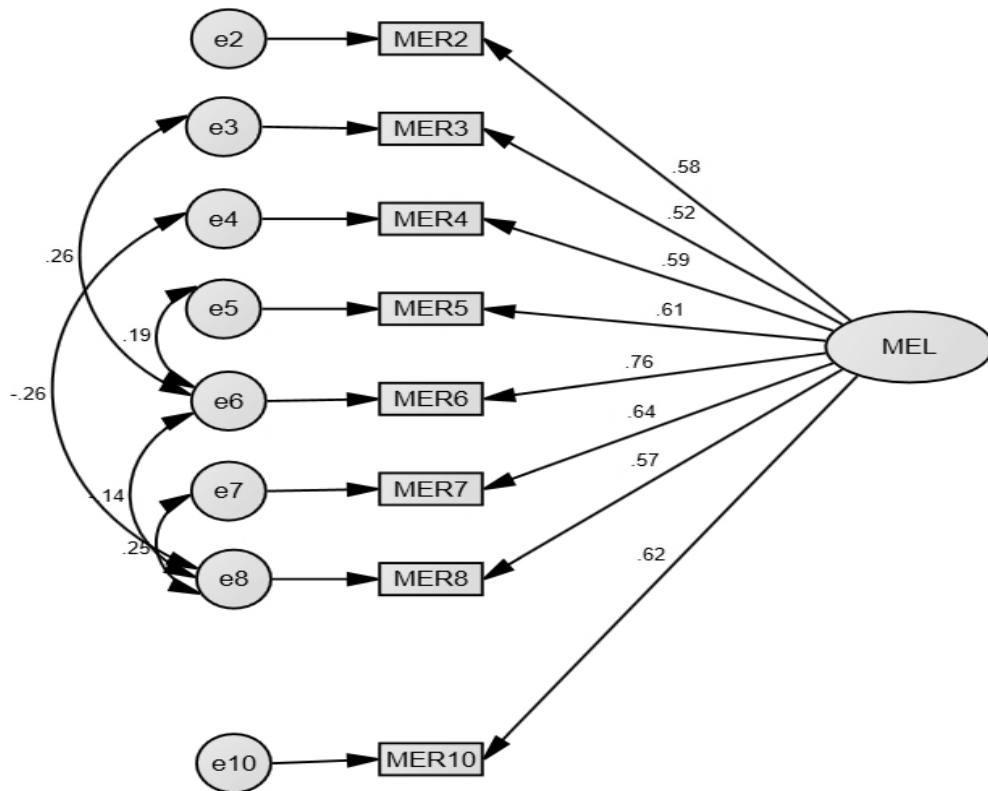 e2
MER2
e3
MER3
.58
.52
e4
MER4
.26
.59
e5
MER5
.61
.19
MEL
.76
-.26
e6
MER6
.64
.57
e7
MER7
-.14
.25
.62
e8
MER8
e10
MER10